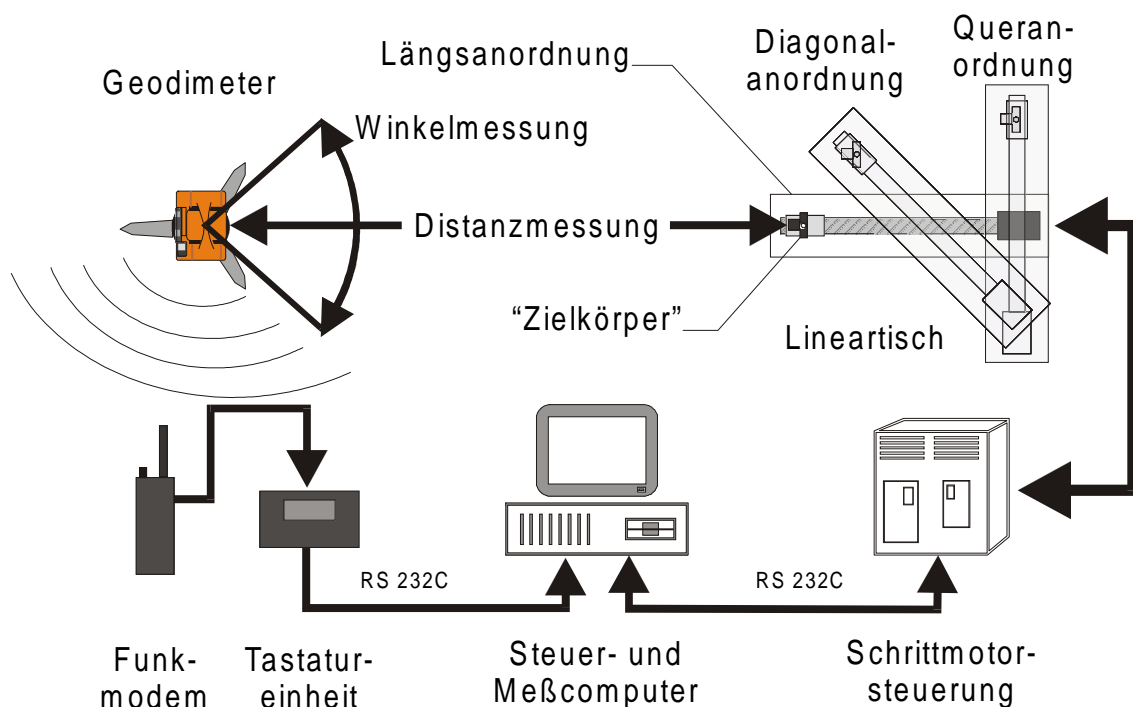 Geodimeter
Winkelmessung
Längsanordnung
Diagonal-
anordnung
Queran-
ordnung
Distanzmessung
“Zielkörper”
Lineartisch
RS 232C
RS 232C
Funk-
modem
Tastatur-
einheit
Steuer- und
Meßcomputer
Schrittmotor-
steuerung